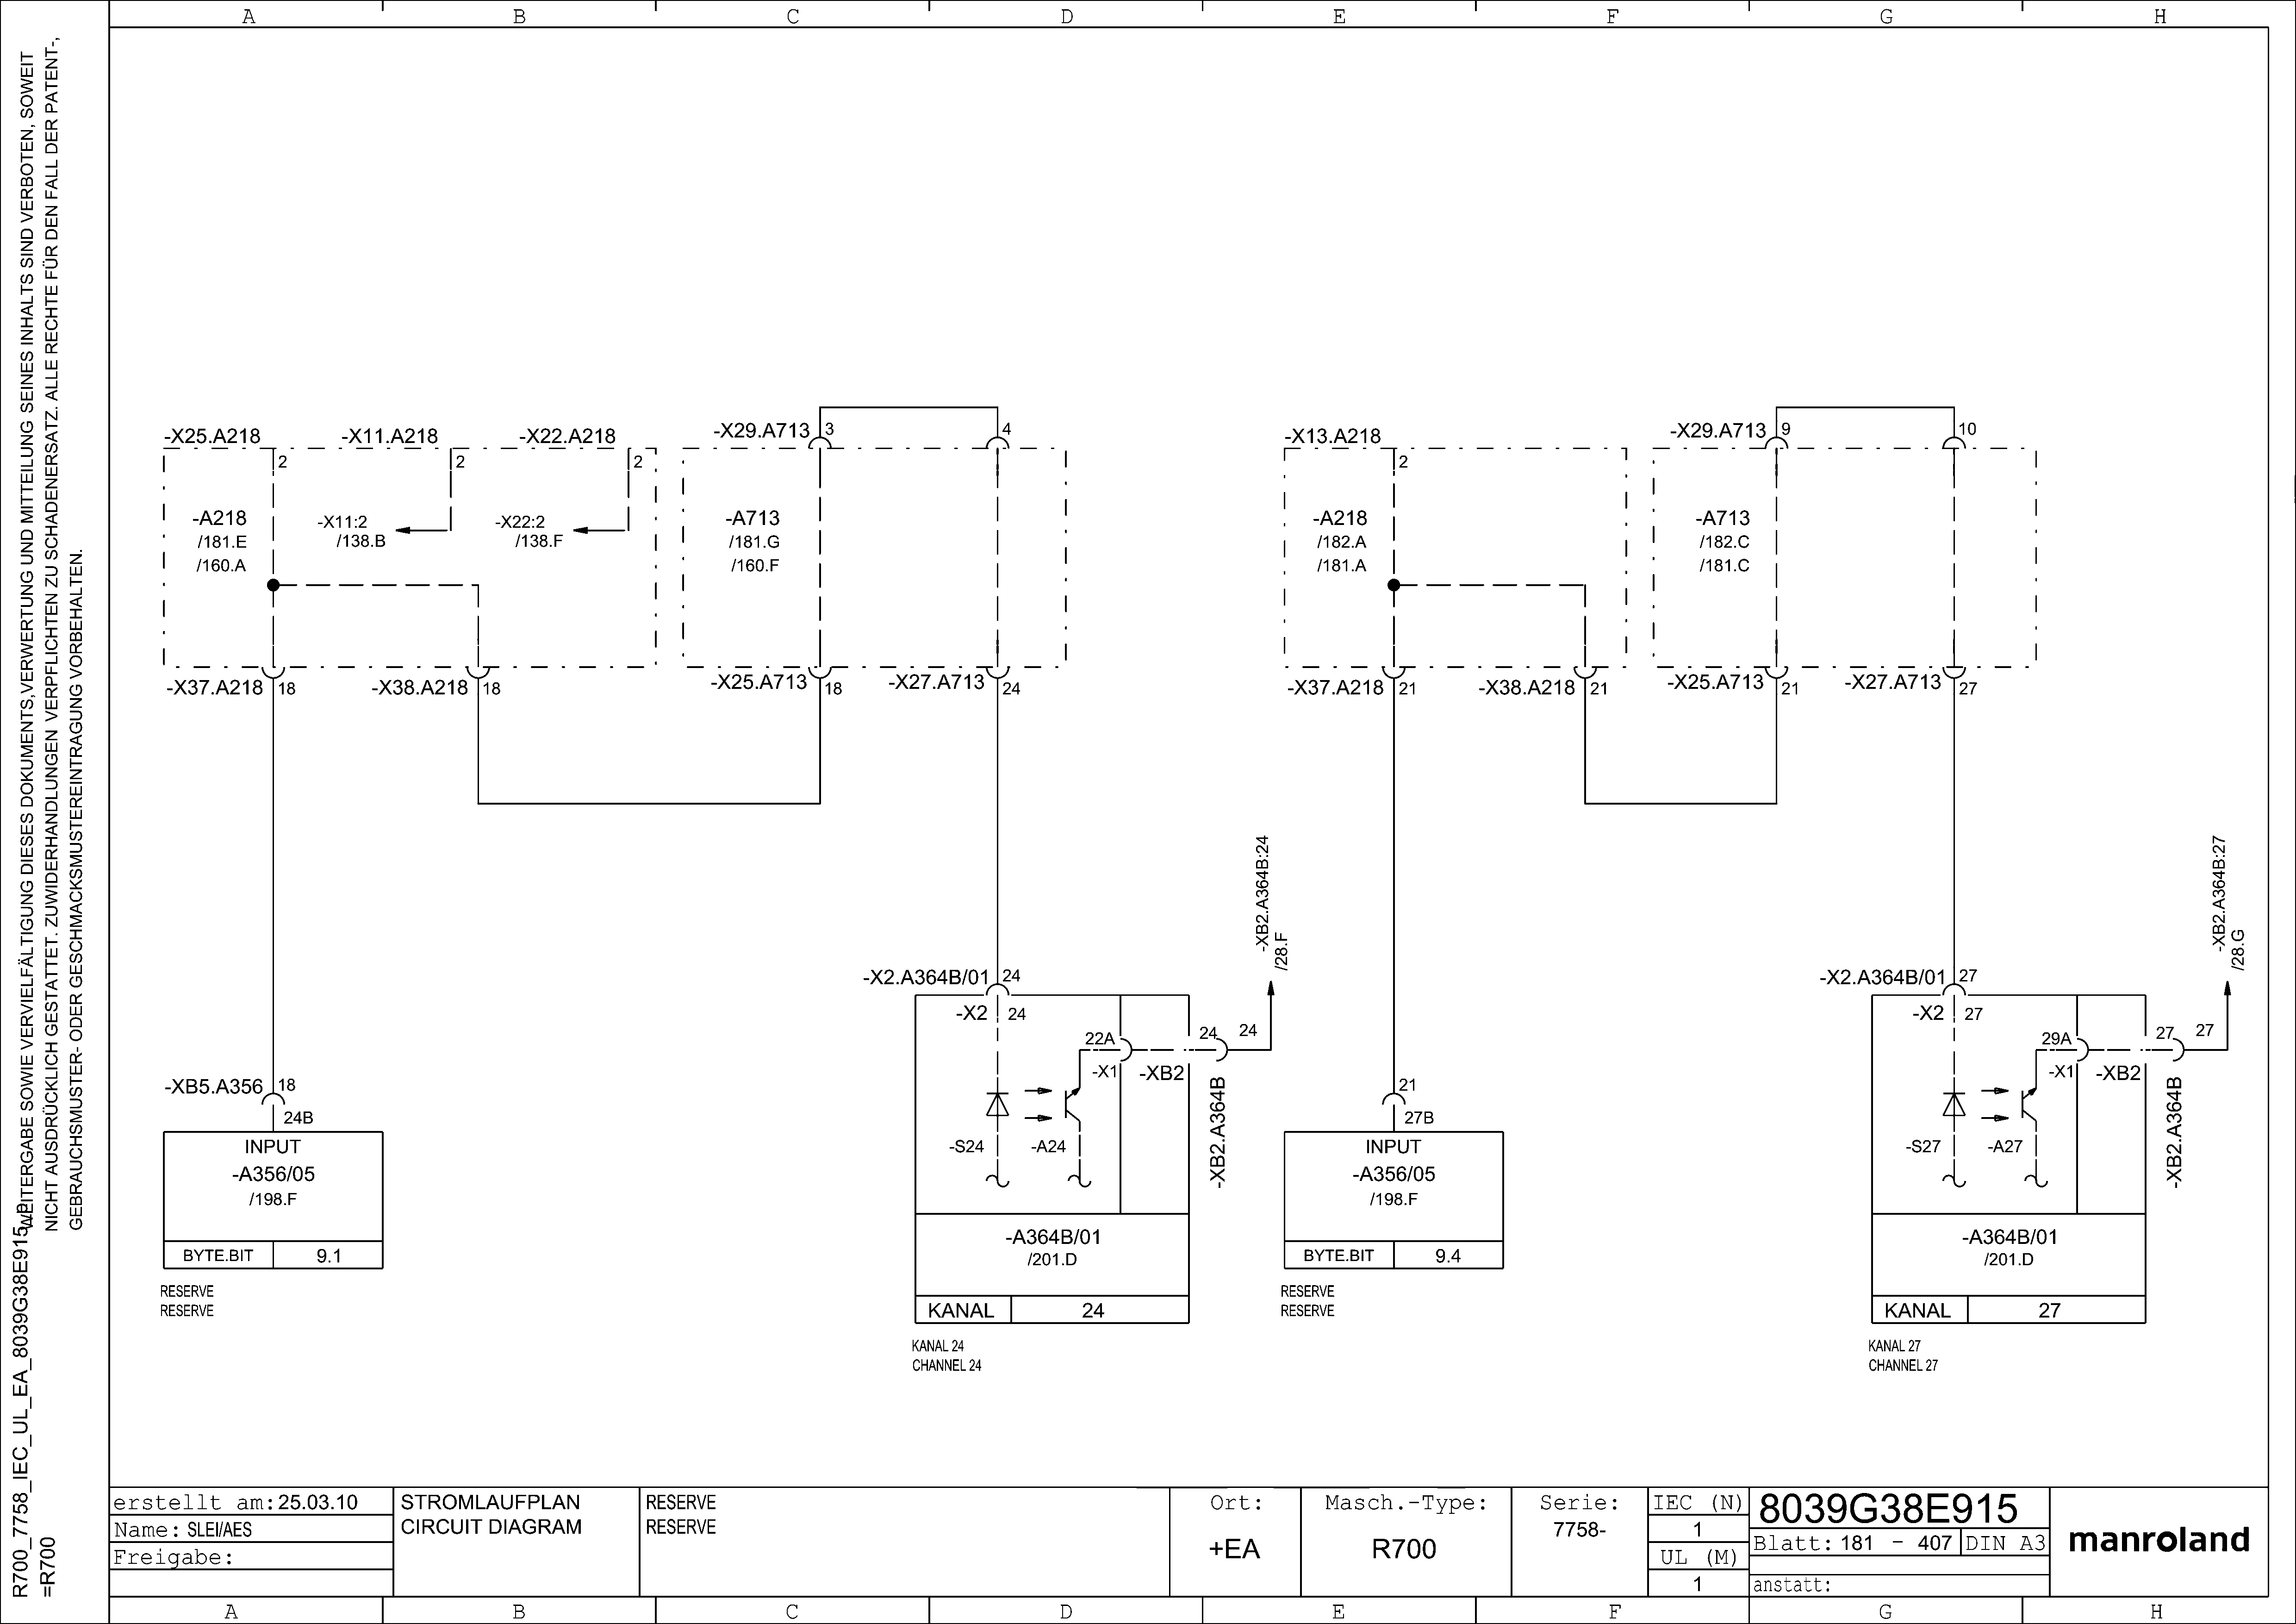 A B C D E F G H
WEITERGABE SOWIE VERVIELFÄLTIGUNG DIESES DOKUMENTS,VERWERTUNG UND MITTEILUNG SEINES INHALTS SIND VERBOTEN, SOWEIT
NICHT AUSDRÜCKLICH GESTATTET. ZUWIDERHANDLUNGEN VERPFLICHTEN ZU SCHADENERSATZ. ALLE RECHTE FÜR DEN FALL DER PATENT-,
GEBRAUCHSMUSTER- ODER GESCHMACKSMUSTEREINTRAGUNG VORBEHALTEN.
=R700
-X25.A218 2
-X11.A218 2
-X22.A218 2
-A218
/181.E
/160.A
-X11:2
/138.B
-X22:2
/138.F
-X37.A218 18
-X38.A218 18
-X29.A713 3 4
-A713
/181.G
/160.F
-X25.A713 18
-X27.A713 24
-X13.A218 2
-A218
/182.A
/181.A
-X37.A218 21
-X38.A218 21
-X29.A713 9 10
-A713
/182.C
/181.C
-X25.A713 21
-X27.A713 27
-XB5.A356 18
24B
INPUT
-A356/05
/198.F
BYTE.BIT 9.1
RESERVE
RESERVE
-XB2.A364B:24
/28.F
-X2.A364B/01 24
-X2 24
22A 24 24
-X1 -XB2
-XB2.A364B
-S24 -A24
-A364B/01
/201.D
KANAL 24
KANAL 24
CHANNEL 24
21
27B
INPUT
-A356/05
/198.F
BYTE.BIT 9.4
RESERVE
RESERVE
-XB2.A364B:27
/28.G
-X2.A364B/01 27
-X2 27
29A 27 27
-X1 -XB2
-XB2.A364B
-S27 -A27
-A364B/01
/201.D
KANAL 27
KANAL 27
CHANNEL 27
erstellt am: 25.03.10
Name: SLEI/AES
Freigabe:
STROMLAUFPLAN
CIRCUIT DIAGRAM
RESERVE
RESERVE
Ort:
+EA
Masch.-Type:
R700
Serie:
7758-
IEC (N)
1
UL (M)
1
8039G38E915
Blatt: 181 - 407 DIN A3
anstatt:
manroland
A B C D E F G H